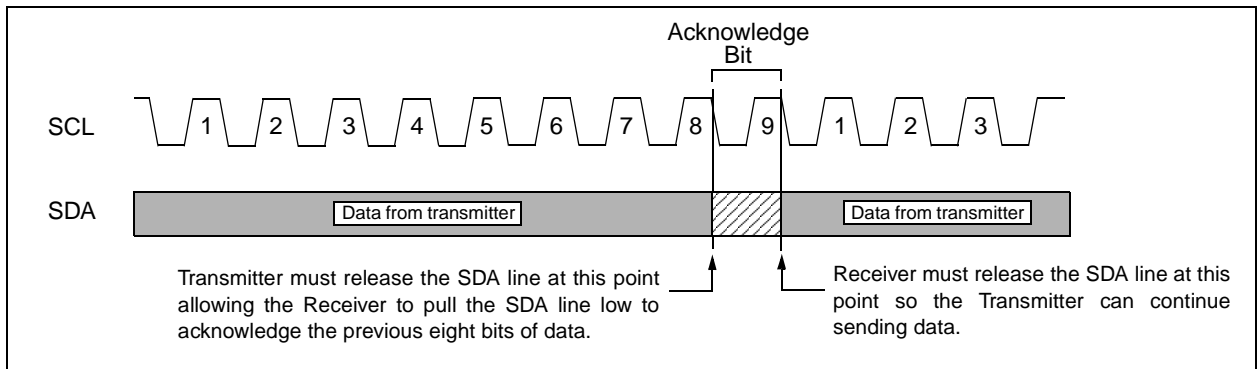 Acknowledge
Bit
SCL
1 2 3 4 5 6 7 8 9 1 2 3
SDA
Data from transmitter
Data from transmitter
Transmitter must release the SDA line at this point
allowing the Receiver to pull the SDA line low to
acknowledge the previous eight bits of data.
Receiver must release the SDA line at this
point so the Transmitter can continue
sending data.